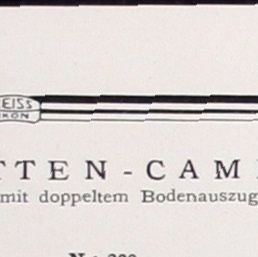 EISS
IKON
TTEN-CAM
mit doppeltem Bodenauszug